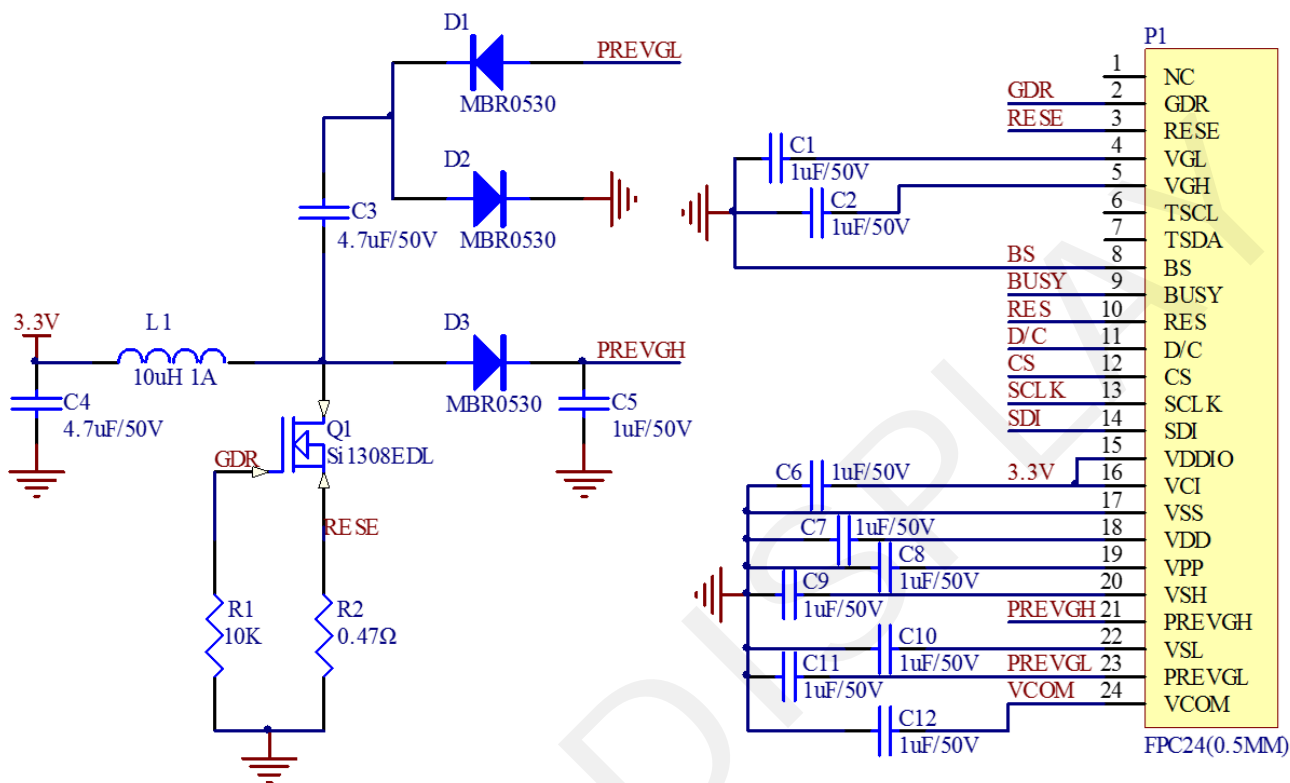 D1
PREVGL
MBR0530
D2
MBR0530
C3
4.7uF/50V
3.3V
L1
10uH 1A
D3
PREVGH
MBR0530
C4
4.7uF/50V
C5
1uF/50V
Q1
Si1308EDL
GDR
RESE
R1
10K
R2
0.47Ω
P1
1 NC
GDR 2 GDR
RESE 3 RESE
C1
1uF/50V
4 VGL
C2
1uF/50V
5 VGH
6 TSCL
7 TSDA
BS 8 BS
BUSY 9 BUSY
RES 10 RES
D/C 11 D/C
CS 12 CS
SCLK 13 SCLK
SDI 14 SDI
15 VDDIO
C6 1uF/50V 3.3V 16 VCI
17 VSS
C7 1uF/50V 18 VDD
C8
1uF/50V
19 VPP
C9
1uF/50V
20 VSH
PREVGH 21 PREVGH
C10
1uF/50V
22 VSL
C11
1uF/50V
PREVGL 23 PREVGL
VCOM 24 VCOM
C12
1uF/50V
FPC24(0.5MM)
DISPLAY